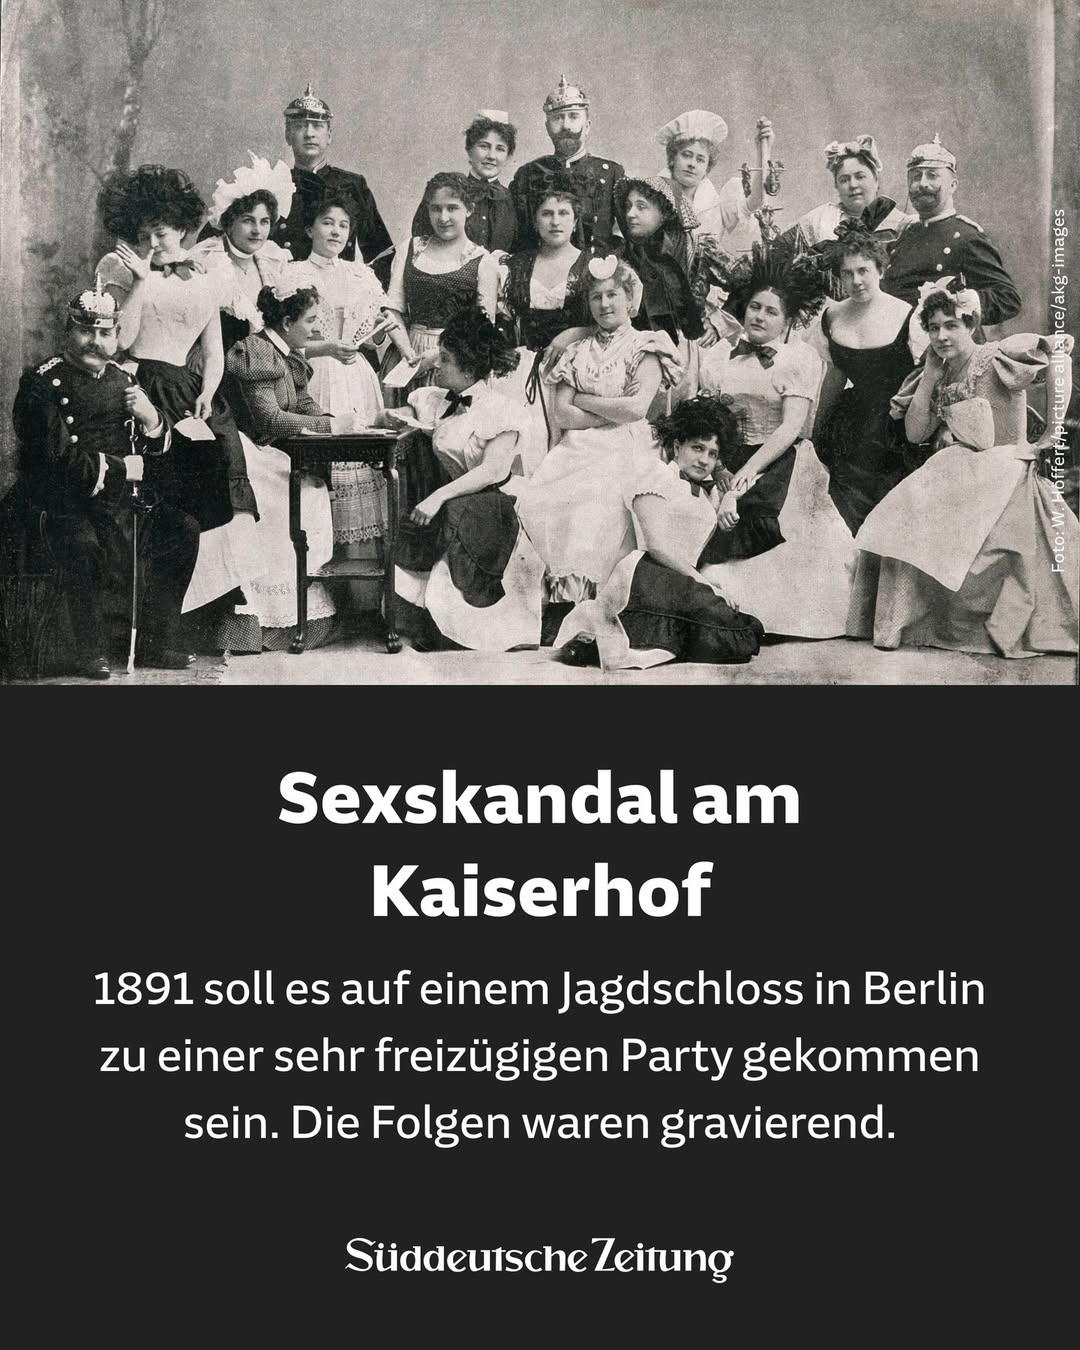 Foto: W. Höffert/picture alliance/akg-images
Sexskandal am
Kaiserhof
1891 soll es auf einem Jagdschloss in Berlin
zu einer sehr freizügigen Party gekommen
sein. Die Folgen waren gravierend.
Süddeutsche Zeitung